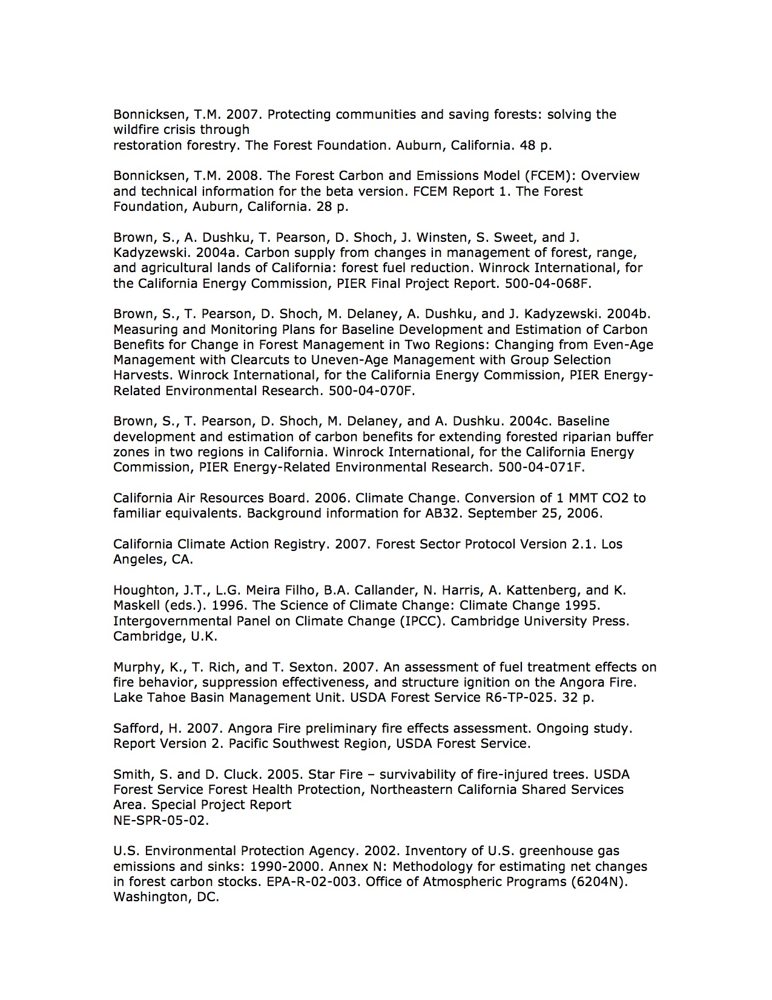 Bonnicksen, T.M. 2007. Protecting communities and saving forests: solving the
wildfire crisis through
restoration forestry. The Forest Foundation. Auburn, California. 48 p.
Bonnicksen, T.M. 2008. The Forest Carbon and Emissions Model (FCEM): Overview
and technical information for the beta version. FCEM Report 1. The Forest
Foundation, Auburn, California. 28 p.
Brown, S., A. Dushku, T. Pearson, D. Shoch, J. Winsten, S. Sweet, and J.
Kadyzewski. 2004a. Carbon supply from changes in management of forest, range,
and agricultural lands of California: forest fuel reduction. Winrock International, for
the California Energy Commission, PIER Final Project Report. 500-04-068F.
Brown, S., T. Pearson, D. Shoch, M. Delaney, A. Dushku, and J. Kadyzewski. 2004b.
Measuring and Monitoring Plans for Baseline Development and Estimation of Carbon
Benefits for Change in Forest Management in Two Regions: Changing from Even-Age
Management with Clearcuts to Uneven-Age Management with Group Selection
Harvests. Winrock International, for the California Energy Commission, PIER Energy-
Related Environmental Research. 500-04-070F.
Brown, S., T. Pearson, D. Shoch, M. Delaney, and A. Dushku. 2004c. Baseline
development and estimation of carbon benefits for extending forested riparian buffer
zones in two regions in California. Winrock International, for the California Energy
Commission, PIER Energy-Related Environmental Research. 500-04-071F.
California Air Resources Board. 2006. Climate Change. Conversion of 1 MMT CO2 to
familiar equivalents. Background information for AB32. September 25, 2006.
California Climate Action Registry. 2007. Forest Sector Protocol Version 2.1. Los
Angeles, CA.
Houghton, J.T., L.G. Meira Filho, B.A. Callander, N. Harris, A. Kattenberg, and K.
Maskell (eds.). 1996. The Science of Climate Change: Climate Change 1995.
Intergovernmental Panel on Climate Change (IPCC). Cambridge University Press.
Cambridge, U.K.
Murphy, K., T. Rich, and T. Sexton. 2007. An assessment of fuel treatment effects on
fire behavior, suppression effectiveness, and structure ignition on the Angora Fire.
Lake Tahoe Basin Management Unit. USDA Forest Service R6-TP-025. 32 p.
Safford, H. 2007. Angora Fire preliminary fire effects assessment. Ongoing study.
Report Version 2. Pacific Southwest Region, USDA Forest Service.
Smith, S. and D. Cluck. 2005. Star Fire – survivability of fire-injured trees. USDA
Forest Service Forest Health Protection, Northeastern California Shared Services
Area. Special Project Report
NE-SPR-05-02.
U.S. Environmental Protection Agency. 2002. Inventory of U.S. greenhouse gas
emissions and sinks: 1990-2000. Annex N: Methodology for estimating net changes
in forest carbon stocks. EPA-R-02-003. Office of Atmospheric Programs (6204N).
Washington, DC.